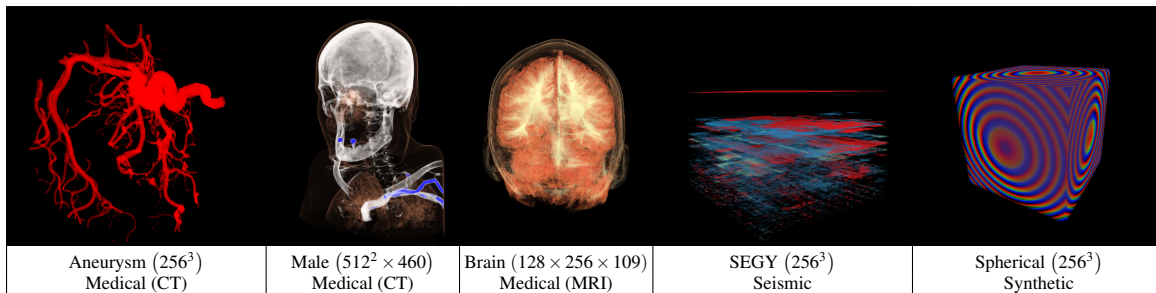 Aneurysm (256³)
Medical (CT)
Male (512² × 460)
Medical (CT)
Brain (128 × 256 × 109)
Medical (MRI)
SEGY (256³)
Seismic
Spherical (256³)
Synthetic